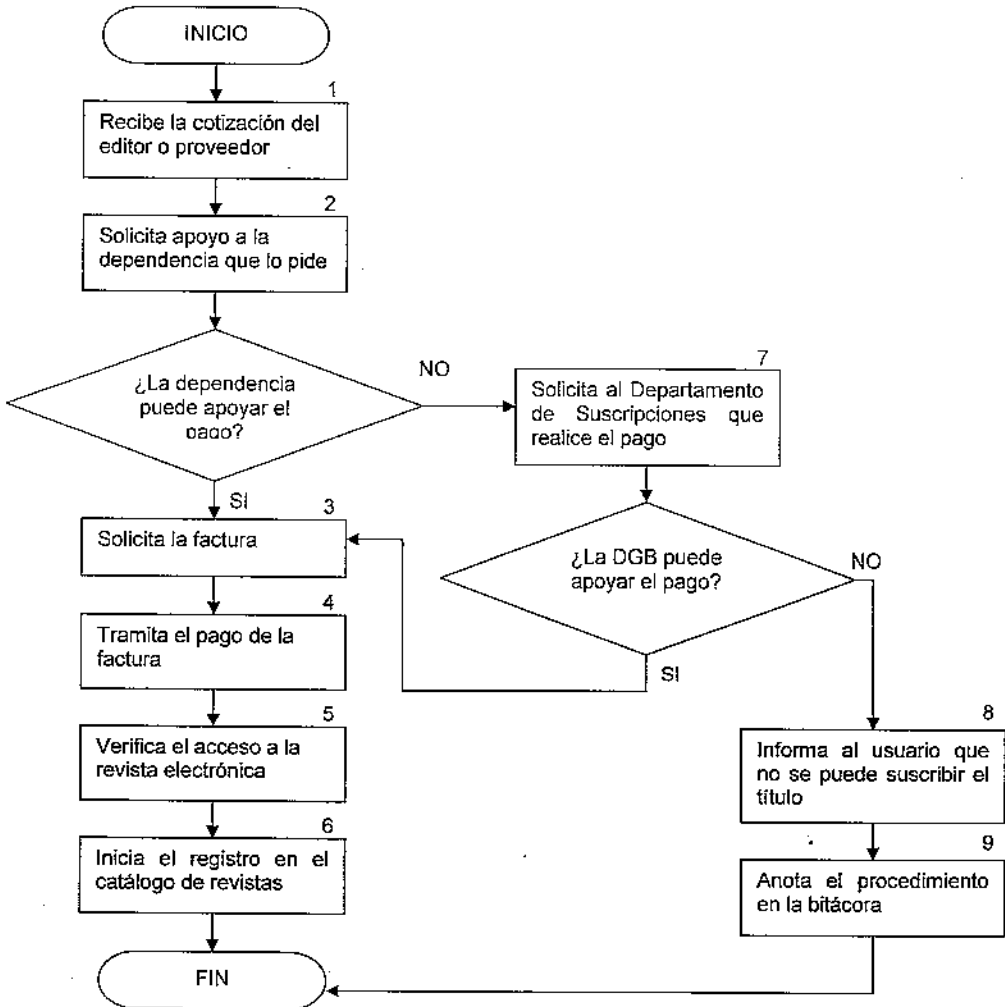 INICIO
1
Recibe la cotización del
editor o proveedor
2
Solicita apoyo a la
dependencia que lo pide
¿La dependencia
puede apoyar el
pago?
NO
SI
3
Solicita la factura
4
Tramita el pago de la
factura
5
Verifica el acceso a la
revista electrónica
6
Inicia el registro en el
catálogo de revistas
FIN
7
Solicita al Departamento
de Suscripciones que
realice el pago
¿La DGB puede
apoyar el pago?
NO
SI
8
Informa al usuario que
no se puede suscribir el
título
9
Anota el procedimiento
en la bitácora